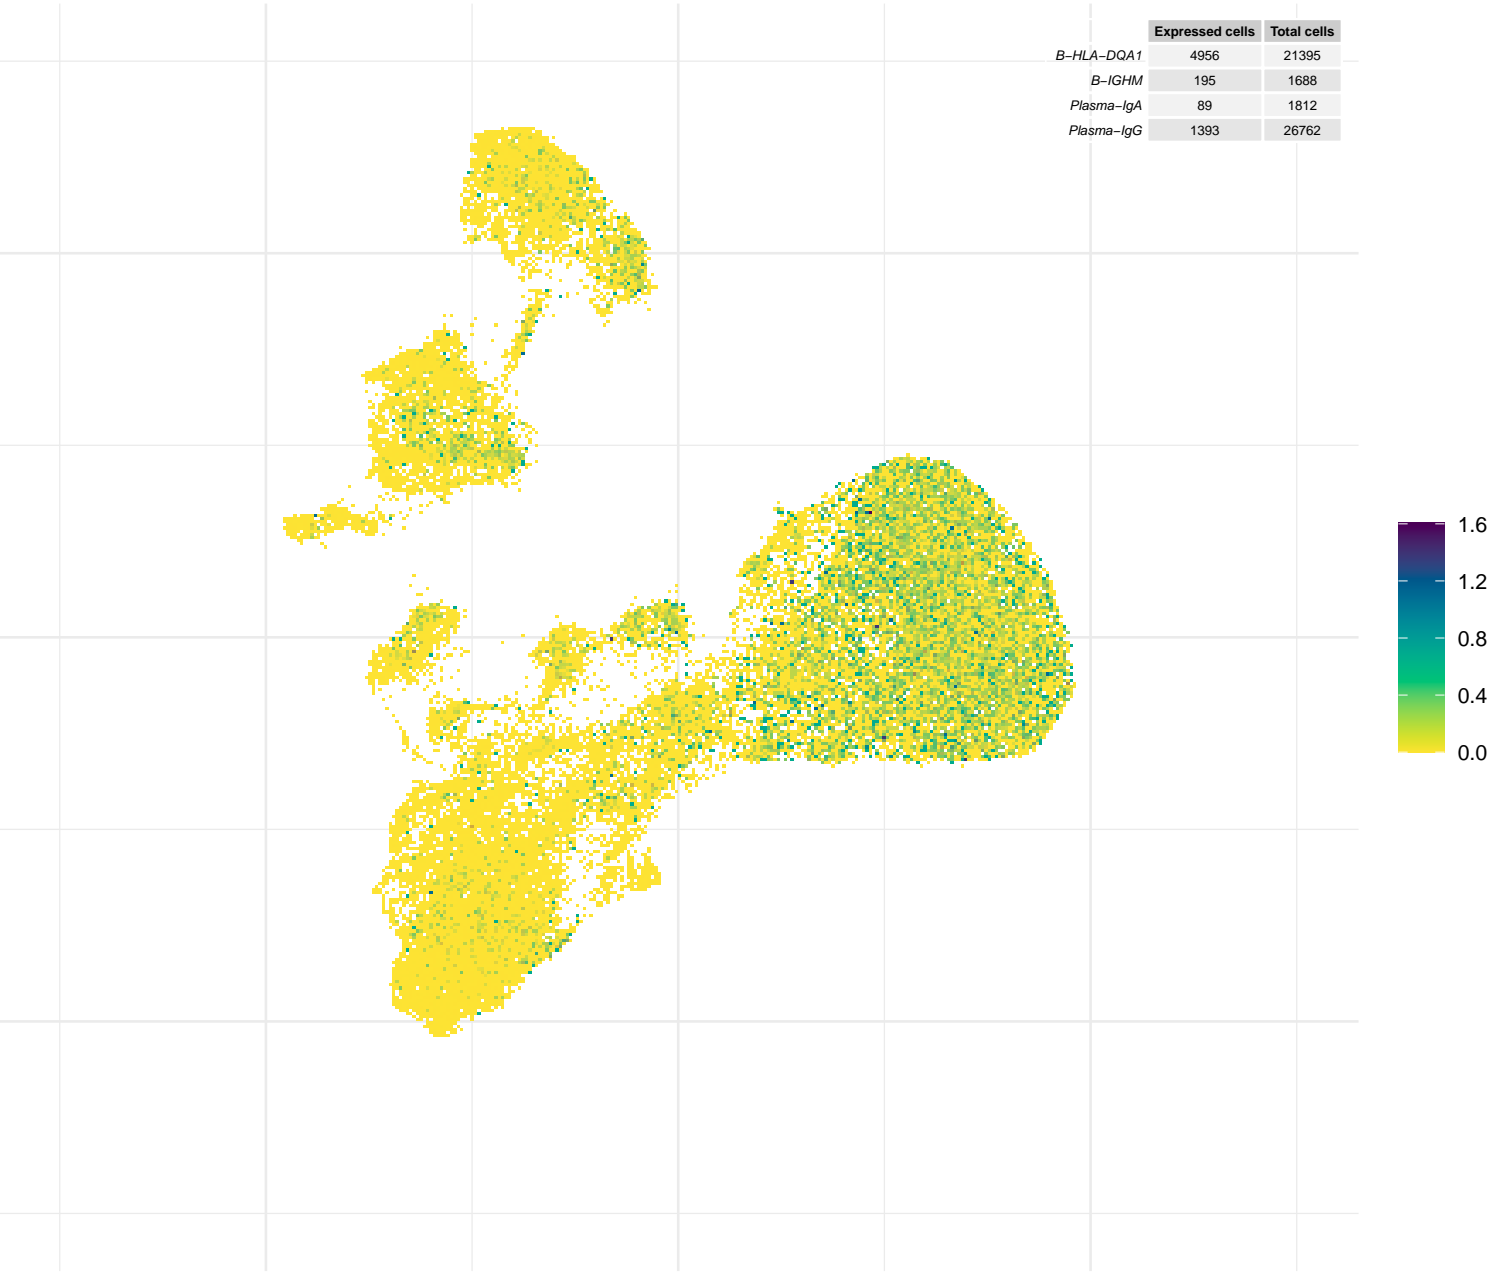 Expressed cells Total cells
B−HLA−DQA1 4956 21395
B−IGHM 195 1688
Plasma−IgA 89 1812
Plasma−IgG 1393 26762
1.6
1.2
0.8
0.4
0.0